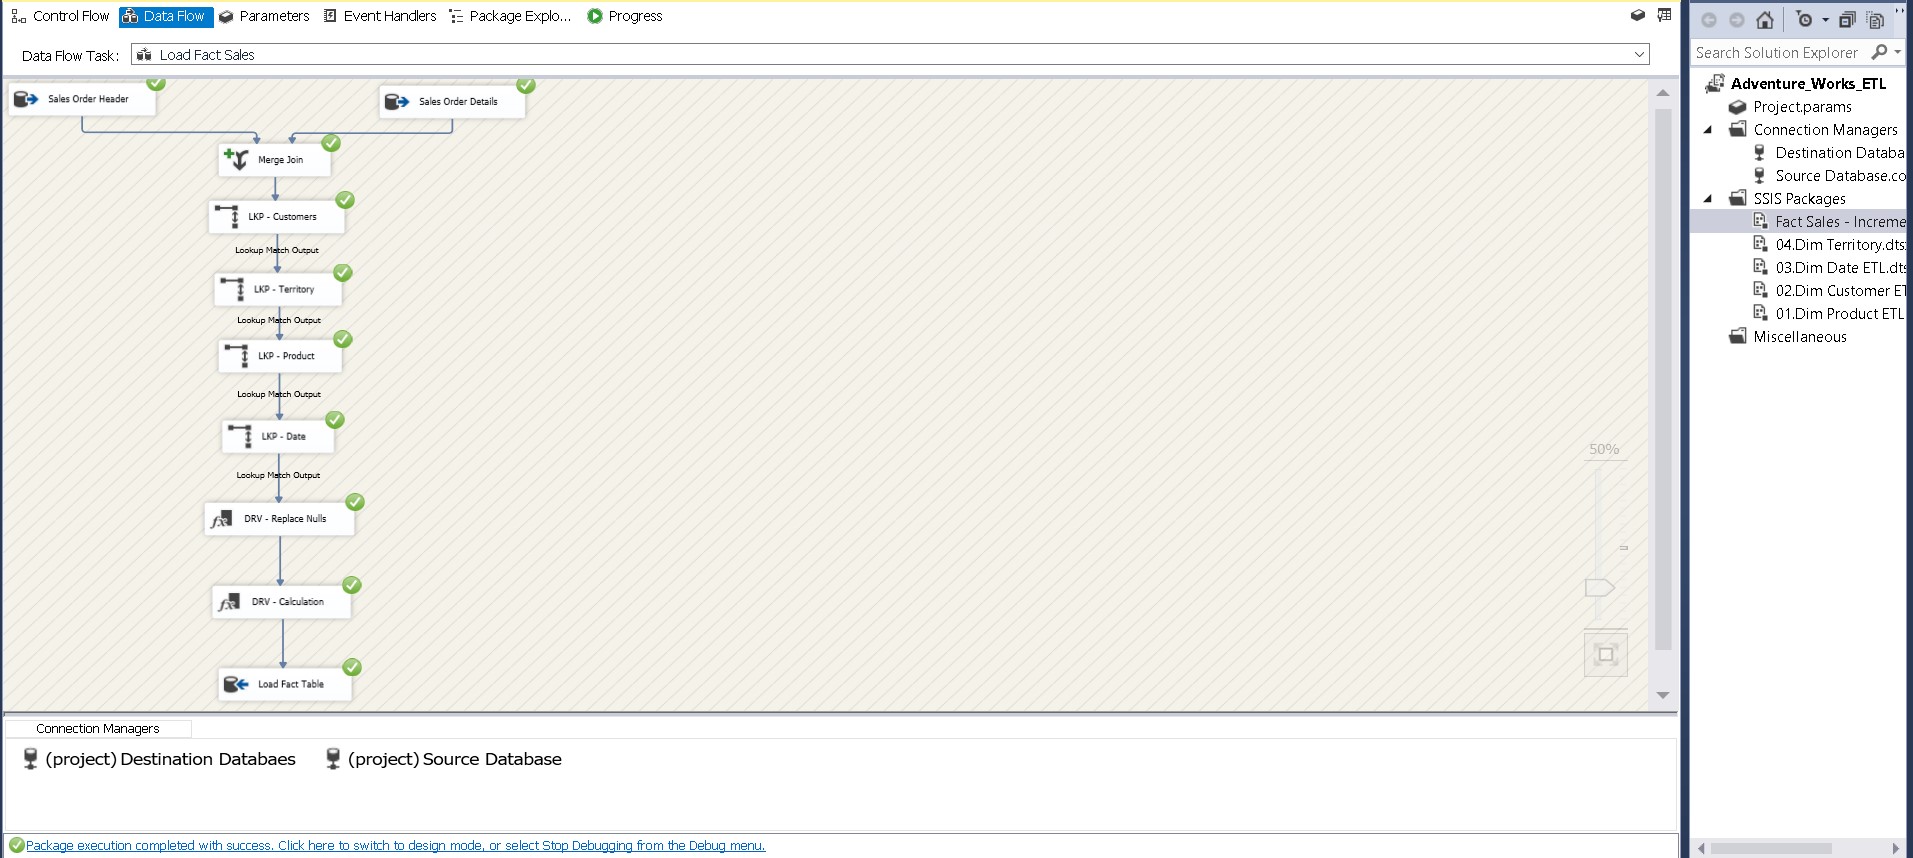 Control Flow
Data Flow
Parameters
Event Handlers
Package Explo...
Progress
Data Flow Task:
Load Fact Sales
Sales Order Header
Sales Order Details
Merge Join
LKP - Customers
Lookup Match Output
LKP - Territory
Lookup Match Output
LKP - Product
Lookup Match Output
LKP - Date
Lookup Match Output
DRV - Replace Nulls
DRV - Calculation
Load Fact Table
50%
Connection Managers
(project) Destination Databaes
(project) Source Database
Package execution completed with success. Click here to switch to design mode, or select Stop Debugging from the Debug menu.
Search Solution Explorer
Adventure_Works_ETL
Project.params
Connection Managers
Destination Databa
Source Database.co
SSIS Packages
Fact Sales - Increme
04.Dim Territory.dts
03.Dim Date ETL.dts
02.Dim Customer ET
01.Dim Product ETL
Miscellaneous